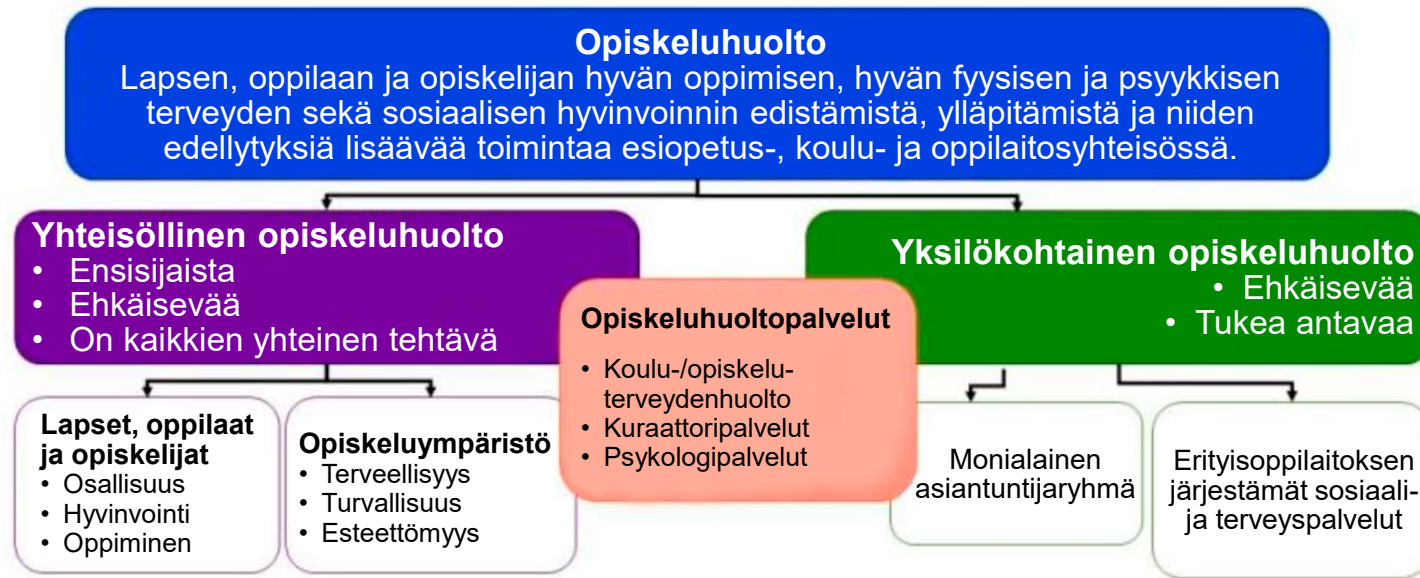 Opiskeluhuolto
Lapsen, oppilaan ja opiskelijan hyvän oppimisen, hyvän fyysisen ja psyykkisen
terveyden sekä sosiaalisen hyvinvoinnin edistämistä, ylläpitämistä ja niiden
edellytyksiä lisäävää toimintaa esiopetus-, koulu- ja oppilaitosyhteisössä.
Yhteisöllinen opiskeluhuolto
• Ensisijaista
• Ehkäisevää
• On kaikkien yhteinen tehtävä
Yksilökohtainen opiskeluhuolto
• Ehkäisevää
• Tukea antavaa
Opiskeluhuoltopalvelut
• Koulu-/opiskelu-
terveydenhuolto
• Kuraattoripalvelut
• Psykologipalvelut
Lapset, oppilaat
ja opiskelijat
• Osallisuus
• Hyvinvointi
• Oppiminen
Opiskeluympäristö
• Terveellisyys
• Turvallisuus
• Esteettömyys
Monialainen
asiantuntijaryhmä
Erityisoppilaitoksen
järjestämät sosiaali-
ja terveyspalvelut